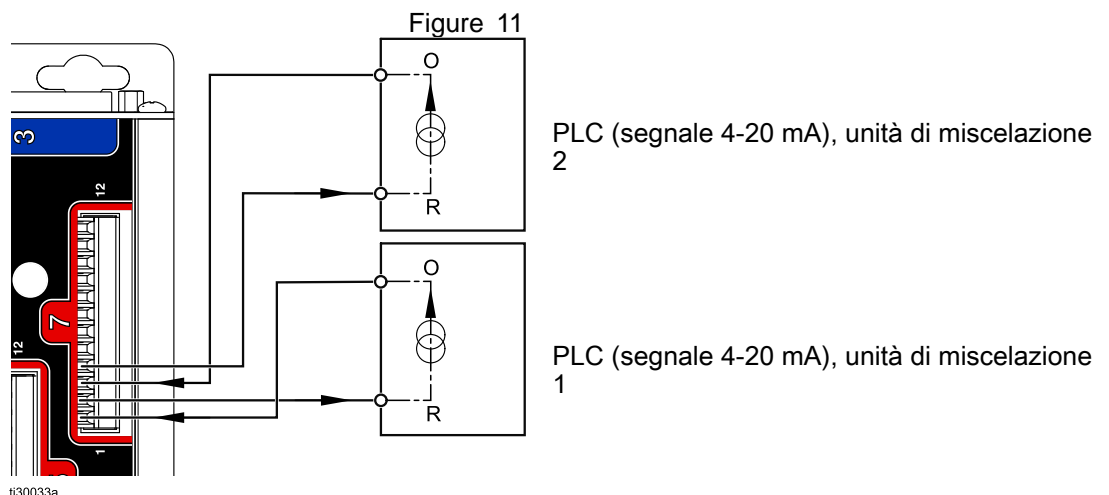 Figure 11
O
R
PLC (segnale 4-20 mA), unità di miscelazione
2
O
R
PLC (segnale 4-20 mA), unità di miscelazione
1
3
12
7
12
1
ti30033a